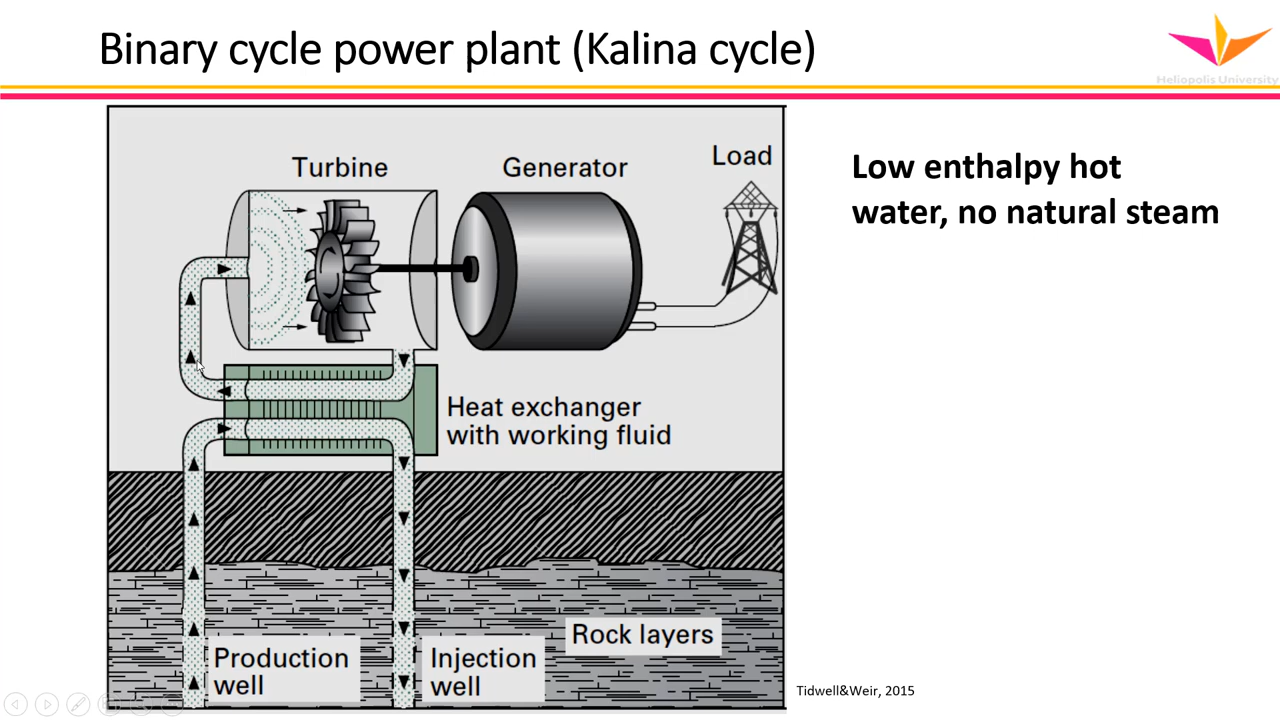 Binary cycle power plant (Kalina cycle)
Heliopolis University
Low enthalpy hot
water, no natural steam
Turbine
Generator
Load
Heat exchanger
with working fluid
Rock layers
Production
well
Injection
well
Tidwell&Weir, 2015